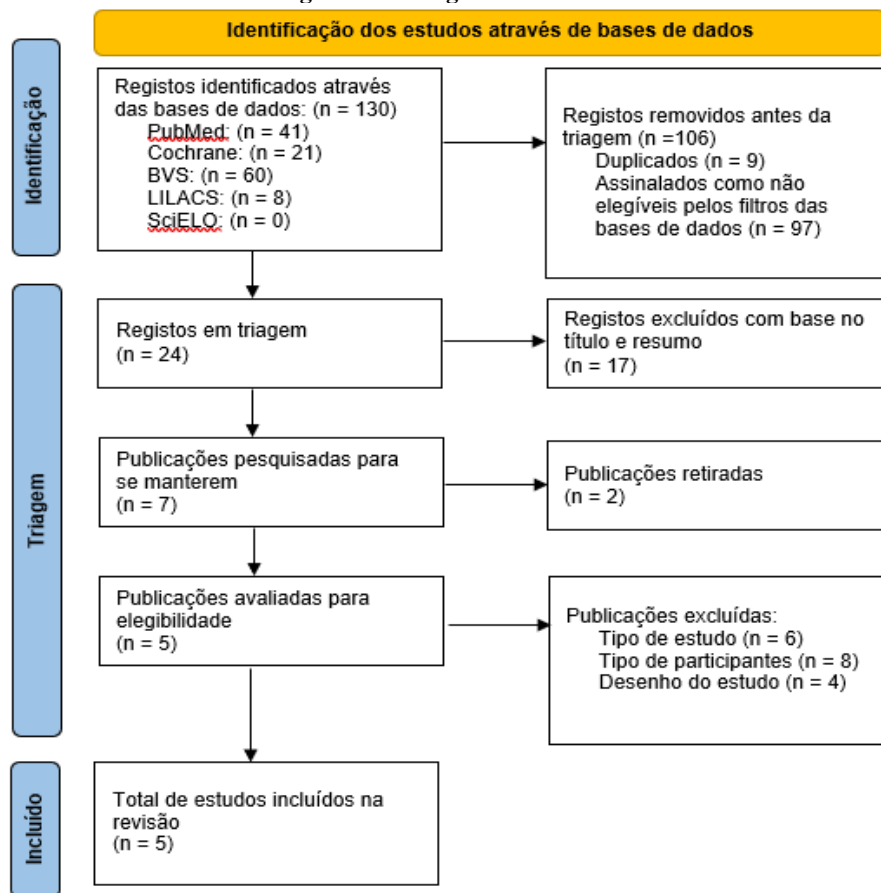 Identificação dos estudos através de bases de dados
Identificação
Registos identificados através
das bases de dados: (n = 130)
PubMed: (n = 41)
Cochrane: (n = 21)
BVS: (n = 60)
LILACS: (n = 8)
SciELO: (n = 0)
Registos removidos antes da
triagem (n =106)
Duplicados (n = 9)
Assinalados como não
elegíveis pelos filtros das
bases de dados (n = 97)
Triagem
Registos em triagem
(n = 24)
Registos excluídos com base no
título e resumo
(n = 17)
Publicações pesquisadas para
se manterem
(n = 7)
Publicações retiradas
(n = 2)
Publicações avaliadas para
elegibilidade
(n = 5)
Publicações excluídas:
Tipo de estudo (n = 6)
Tipo de participantes (n = 8)
Desenho do estudo (n = 4)
Incluído
Total de estudos incluídos na
revisão
(n = 5)